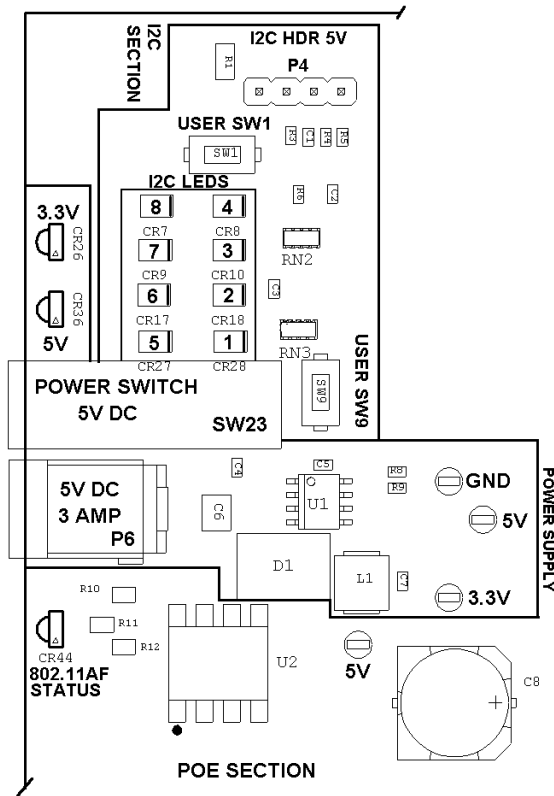 I2C
SECTION
I2C HDR 5V
P4
R1
USER SW1
SW1
R3
C1
R4
R5
I2C LEDS
8
4
CR7
CR8
7
3
CR9
CR10
6
2
CR17
CR18
5
1
CR27
CR28
R6
C2
RN2
C3
RN3
SW9
USER SW9
3.3V
CR26
CR36
5V
POWER SWITCH
5V DC
SW23
5V DC
3 AMP
P6
C4
C6
C5
U1
R8
R9
GND
5V
3.3V
POWER SUPPLY
D1
L1
C7
R10
R11
R12
CR44
802.11AF
STATUS
U2
5V
C8
POE SECTION